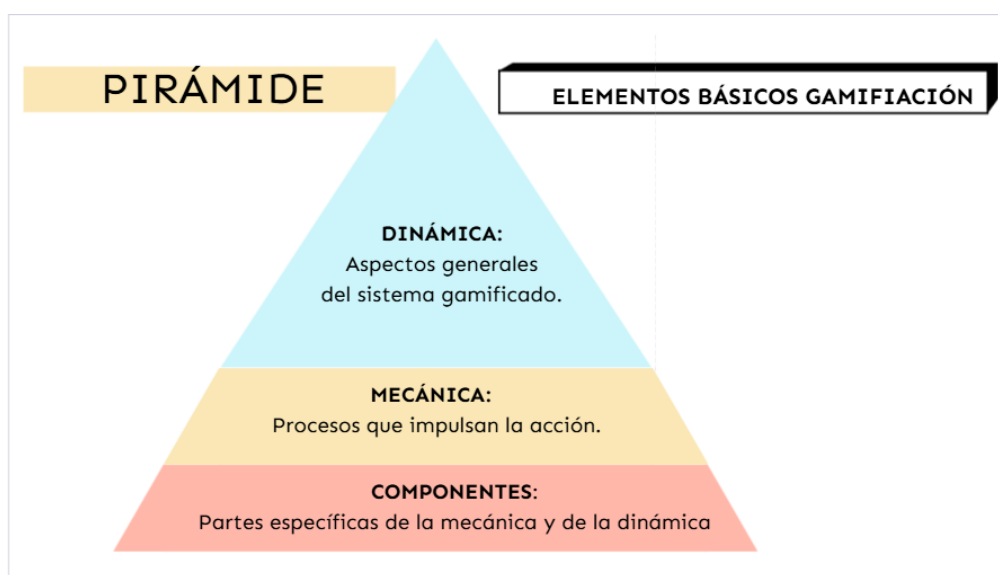 PIRÁMIDE
ELEMENTOS BÁSICOS GAMIFIACIÓN
DINÁMICA:
Aspectos generales
del sistema gamificado.
MECÁNICA:
Procesos que impulsan la acción.
COMPONENTES:
Partes específicas de la mecánica y de la dinámica